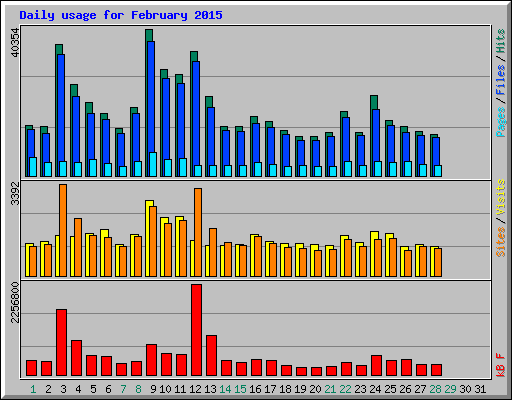 Daily usage for February 2015
40354
Pages / Files / Hits
3392
Sites / Visits
2256800
kB F
1 2 3 4 5 6 7 8 9 10 11 12 13 14 15 16 17 18 19 20 21 22 23 24 25 26 27 28 29 30 31